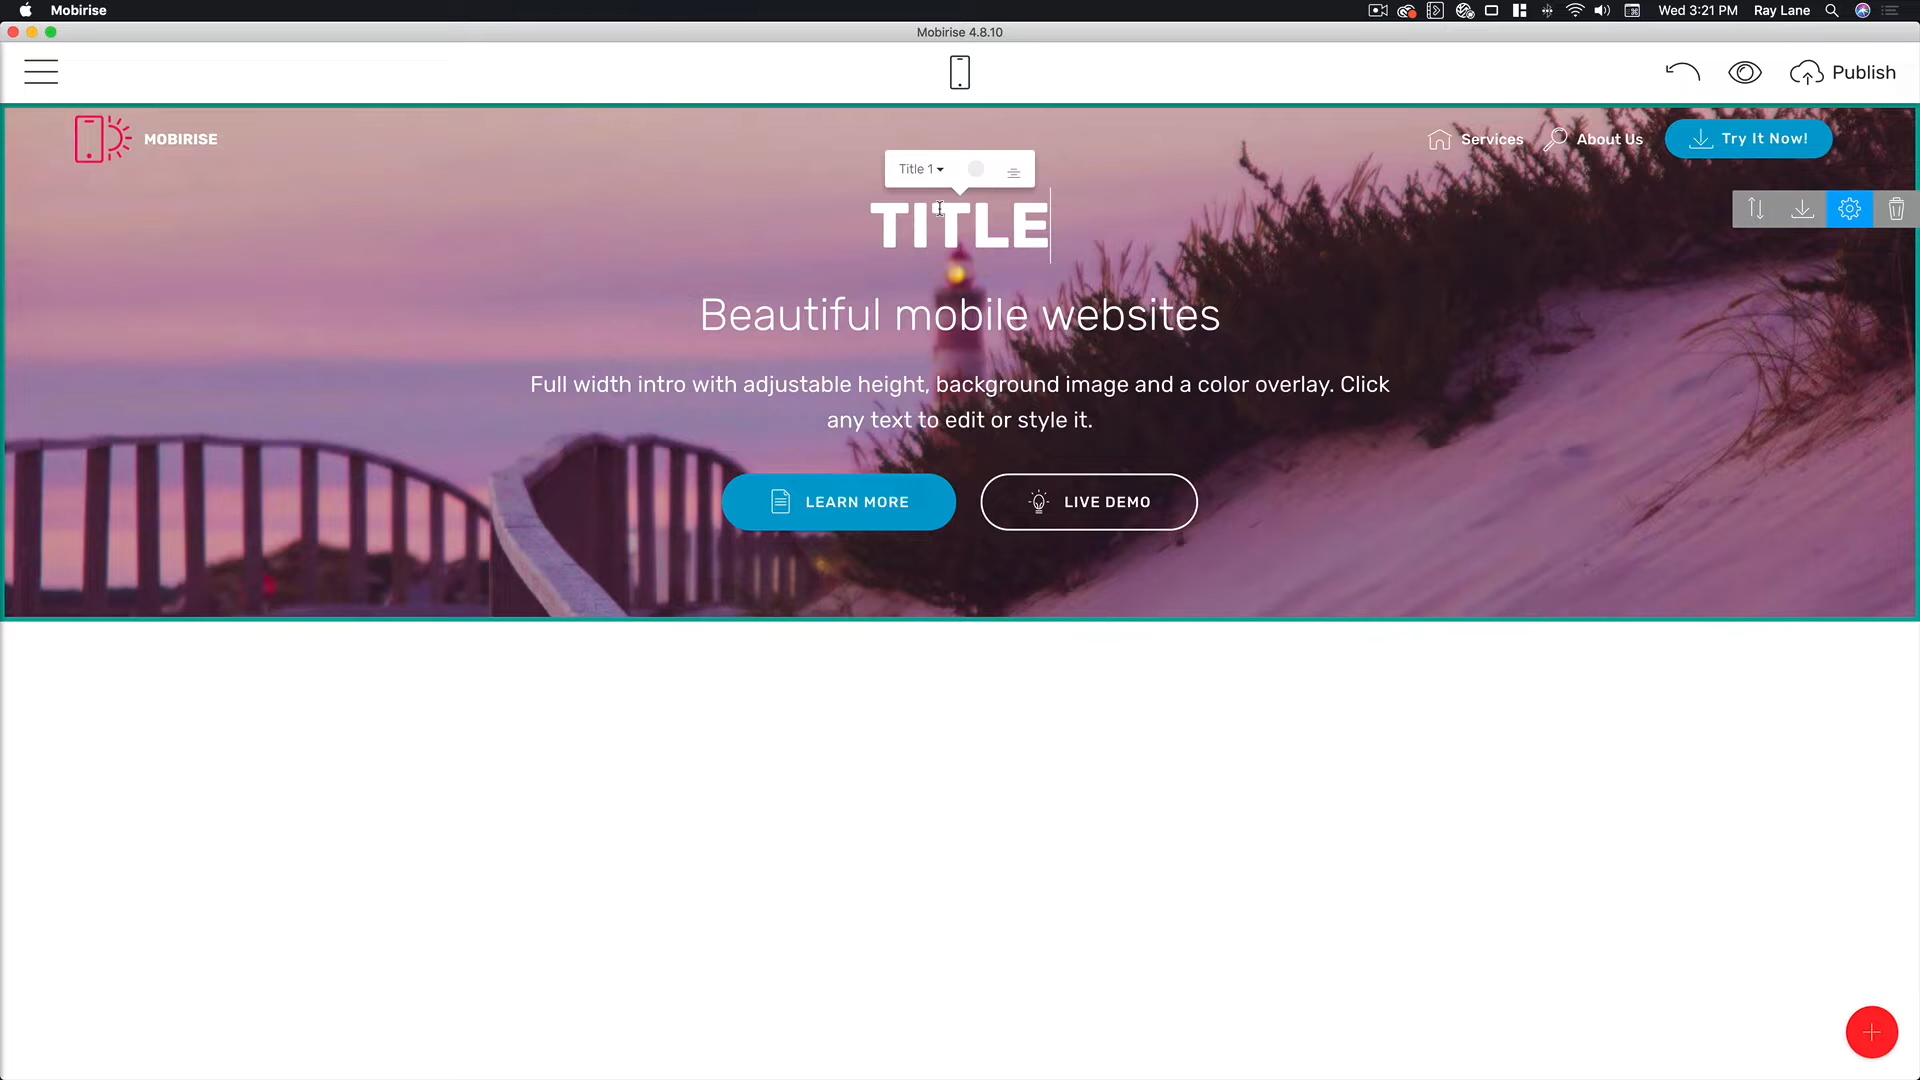 Mobirise
Wed 3:21 PM
Ray Lane
Mobirise 4.8.10
Publish
MOBIRISE
Services
About Us
Try It Now!
Title 1
TITLE
Beautiful mobile websites
Full width intro with adjustable height, background image and a color overlay. Click
any text to edit or style it.
LEARN MORE
LIVE DEMO